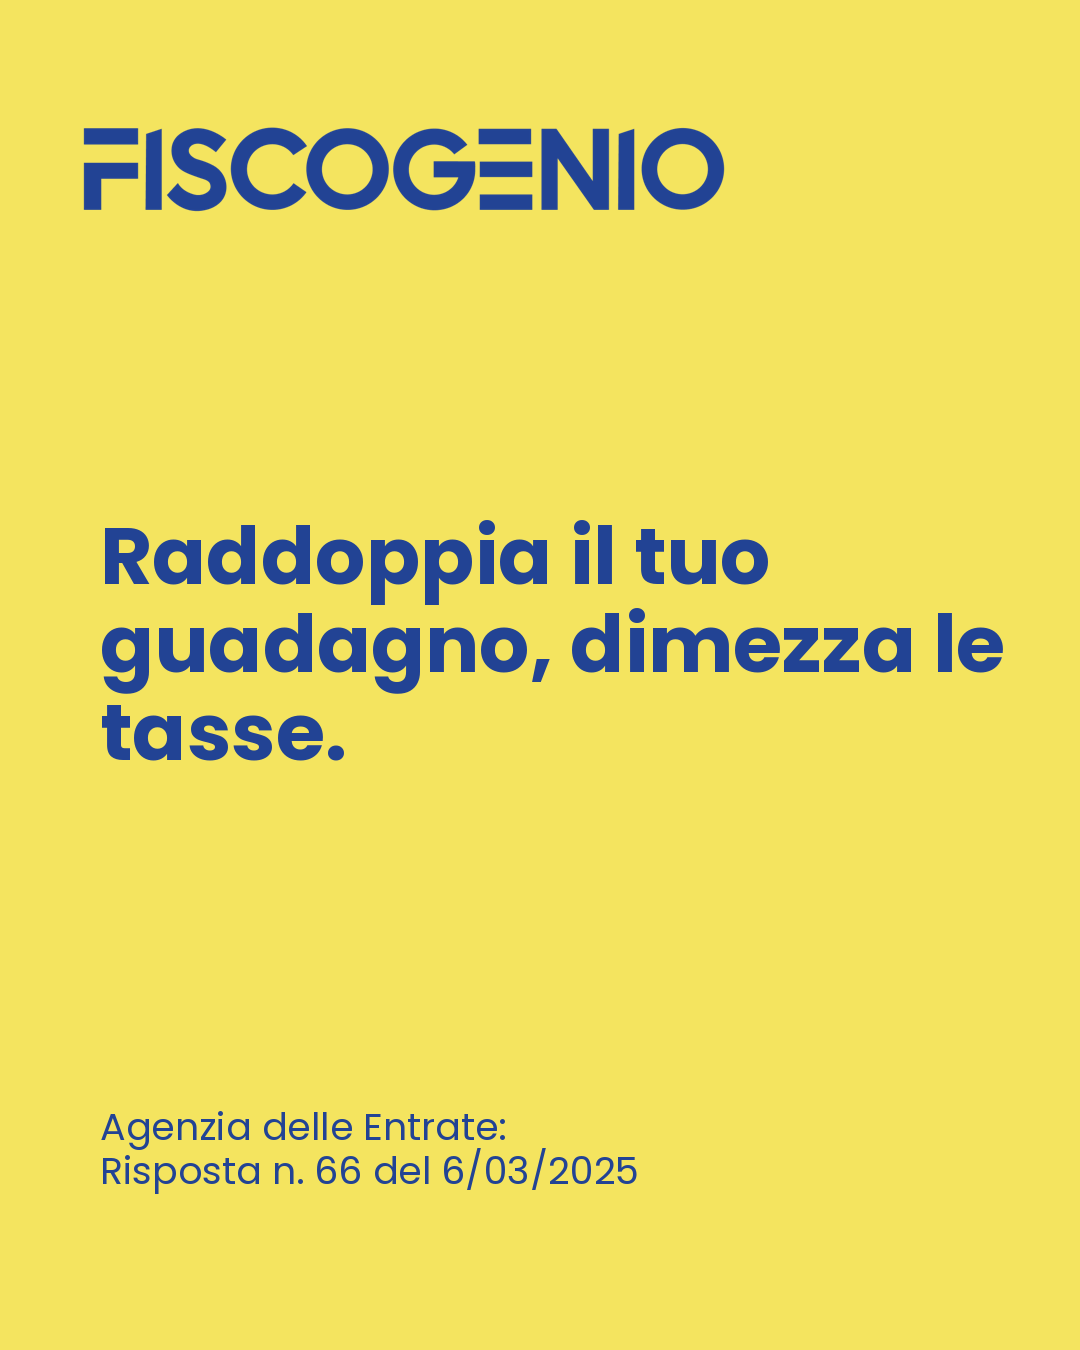 FISCOGENIO
Raddoppia il tuo
guadagno, dimezza le
tasse.
Agenzia delle Entrate:
Risposta n. 66 del 6/03/2025